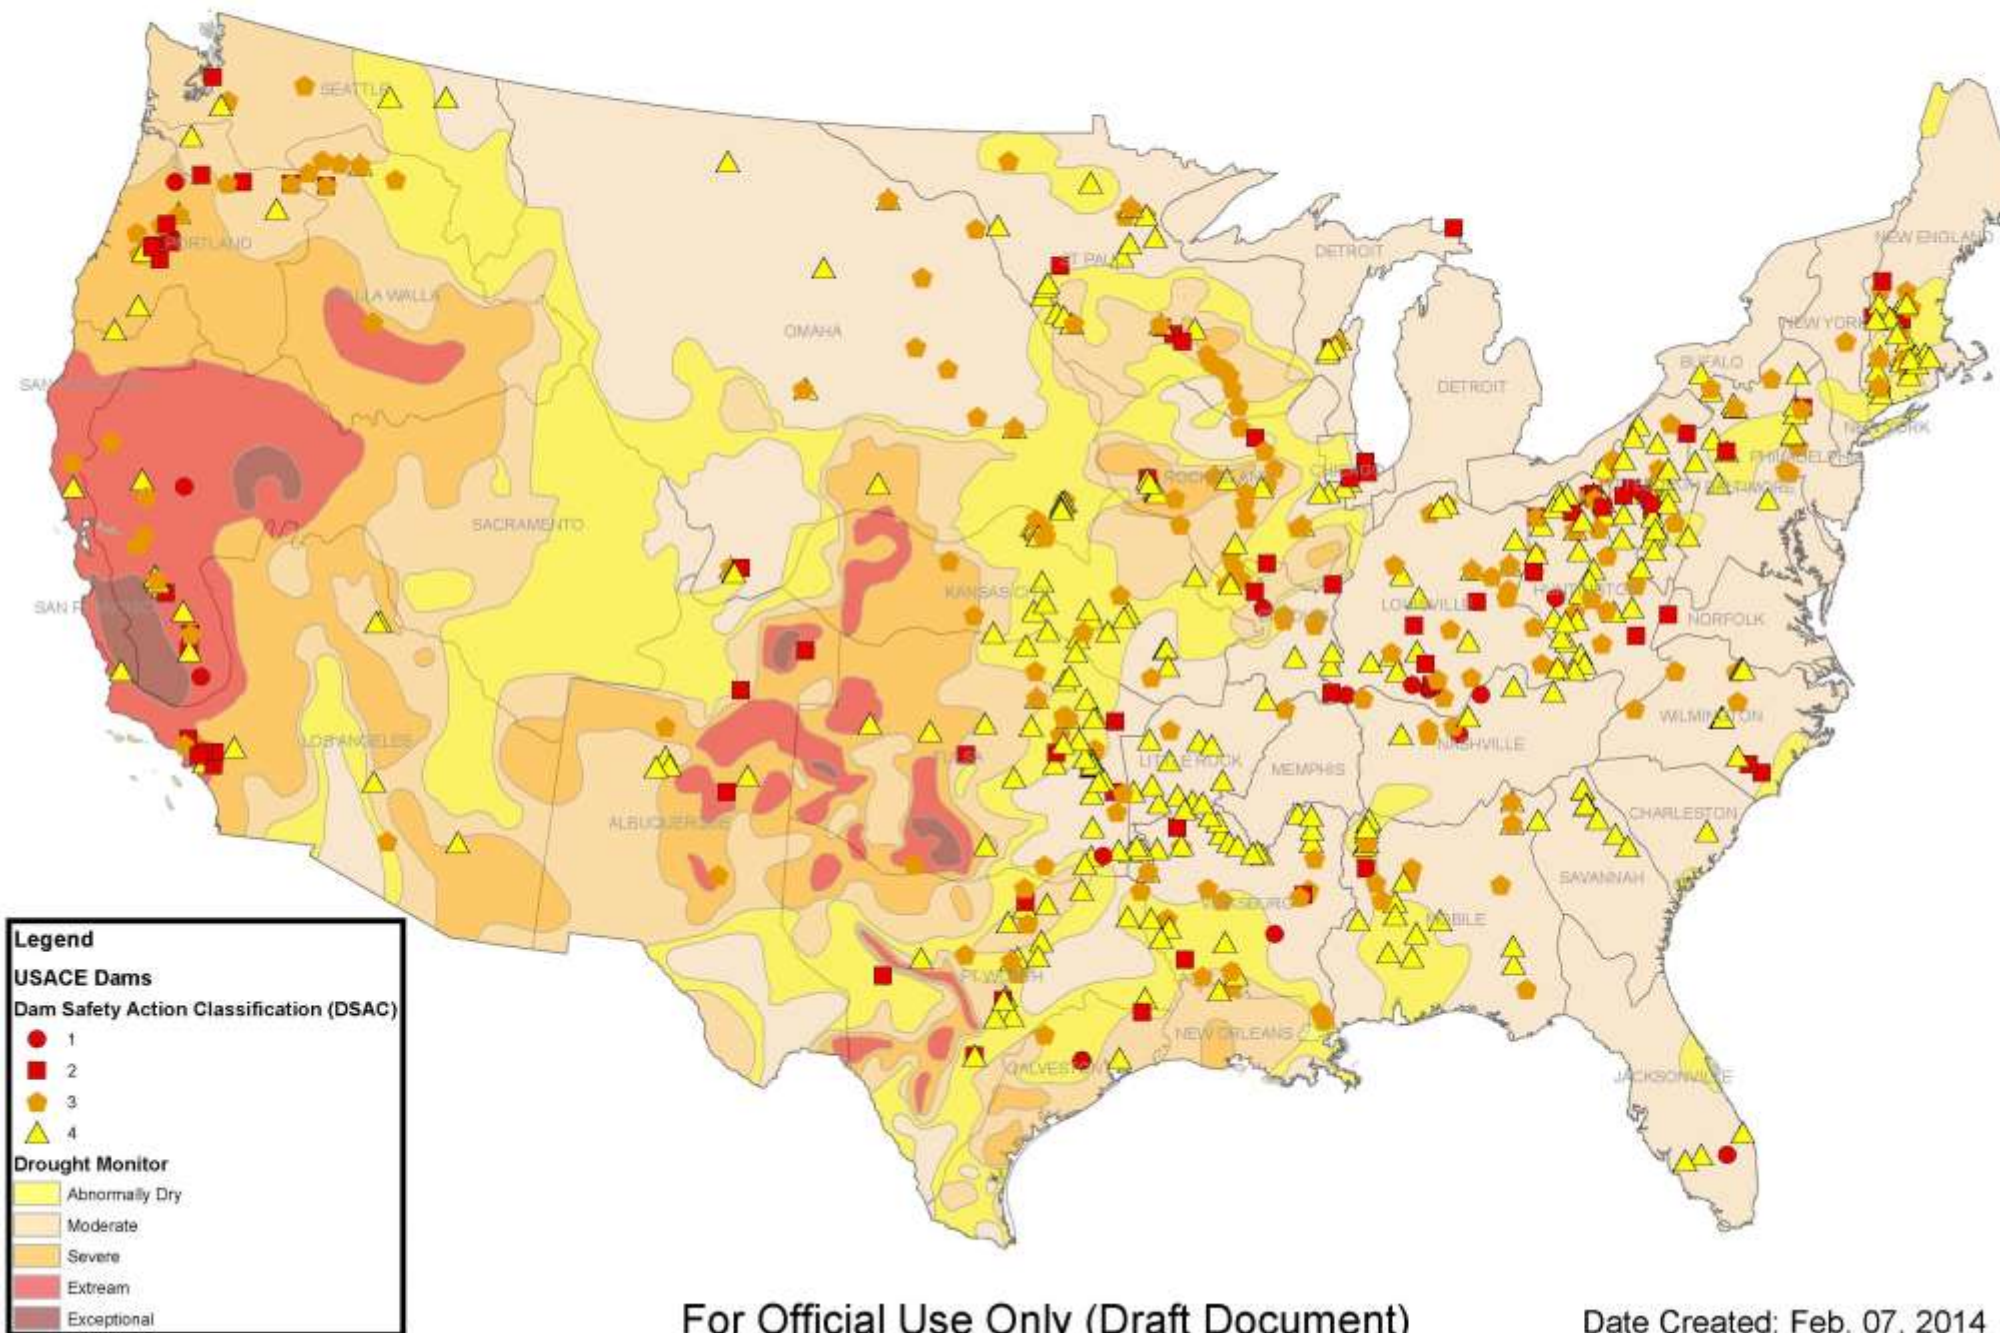 SEATTLE
PORTLAND
WALLA WALLA
NEW ENGLAND
DETROIT
ST PAUL
OMAHA
NEW YORK
BUFALO
DETROIT
NEW YORK
PHILADELPHIA
BALTIMORE
ROCK ISLAND
CHICAGO
SACRAMENTO
KANSAS CITY
LOUISVILLE
HUNTINGTON
NORFOLK
SAN FRANCISCO
WILMINGTON
LOS ANGELES
NASHVILLE
TULSA
LITTLE ROCK
MEMPHIS
ALBUQUERQUE
CHARLESTON
SAVANNAH
VICKSBURG
MOBILE
FT WORTH
NEW ORLEANS
GALVESTON
JACKSONVILLE
Legend
USACE Dams
Dam Safety Action Classification (DSAC)
1
2
3
4
Drought Monitor
Abnormally Dry
Moderate
Severe
Extream
Exceptional
For Official Use Only (Draft Document)
Date Created: Feb. 07, 2014